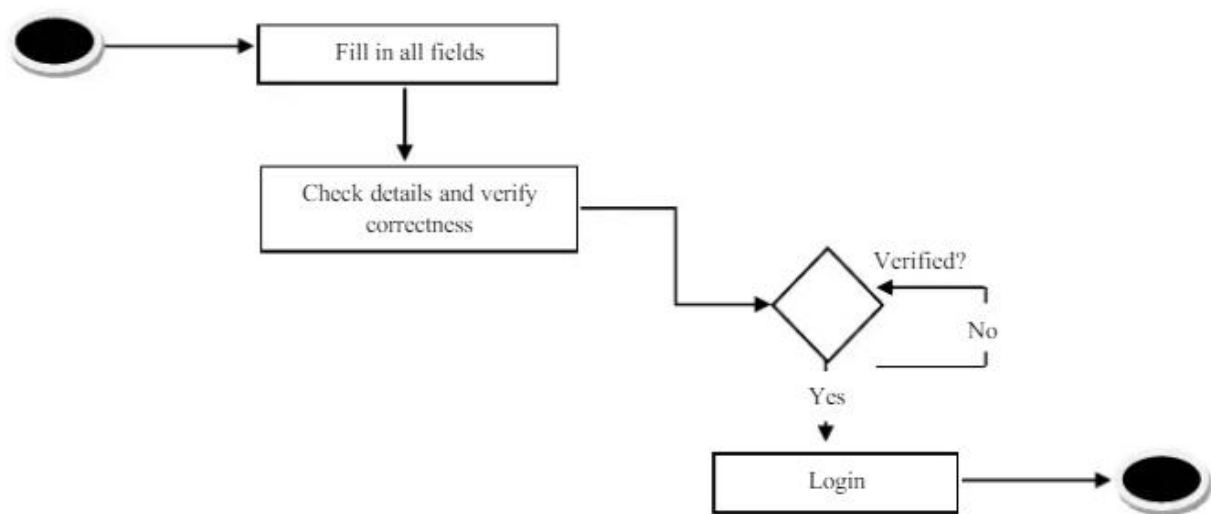 Fill in all fields
Check details and verify
correctness
Verified?
No
Yes
Login